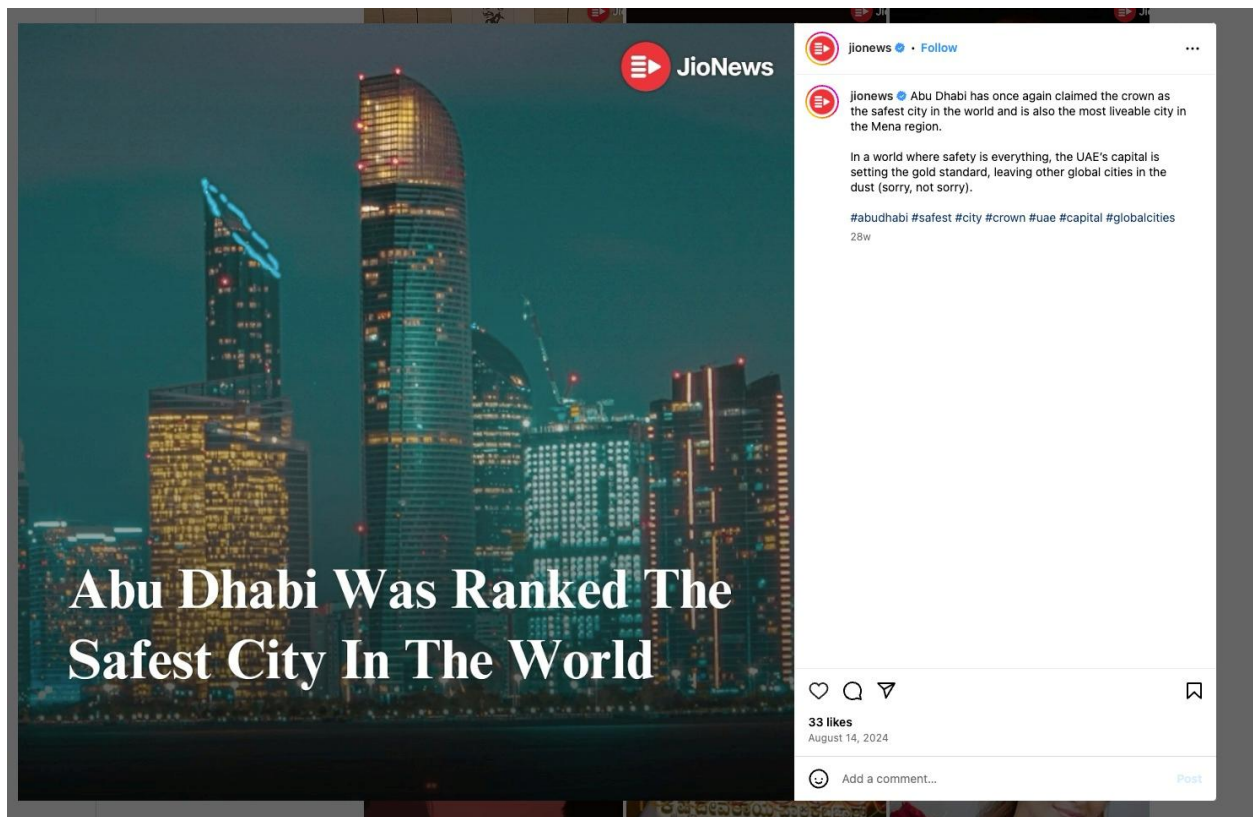 JioNews
Abu Dhabi Was Ranked The
Safest City In The World
jionews • Follow
jionews Abu Dhabi has once again claimed the crown as
the safest city in the world and is also the most liveable city in
the Mena region.
In a world where safety is everything, the UAE's capital is
setting the gold standard, leaving other global cities in the
dust (sorry, not sorry).
#abudhabi #safest #city #crown #uae #capital #globalcities
28w
33 likes
August 14, 2024
Add a comment...
Post